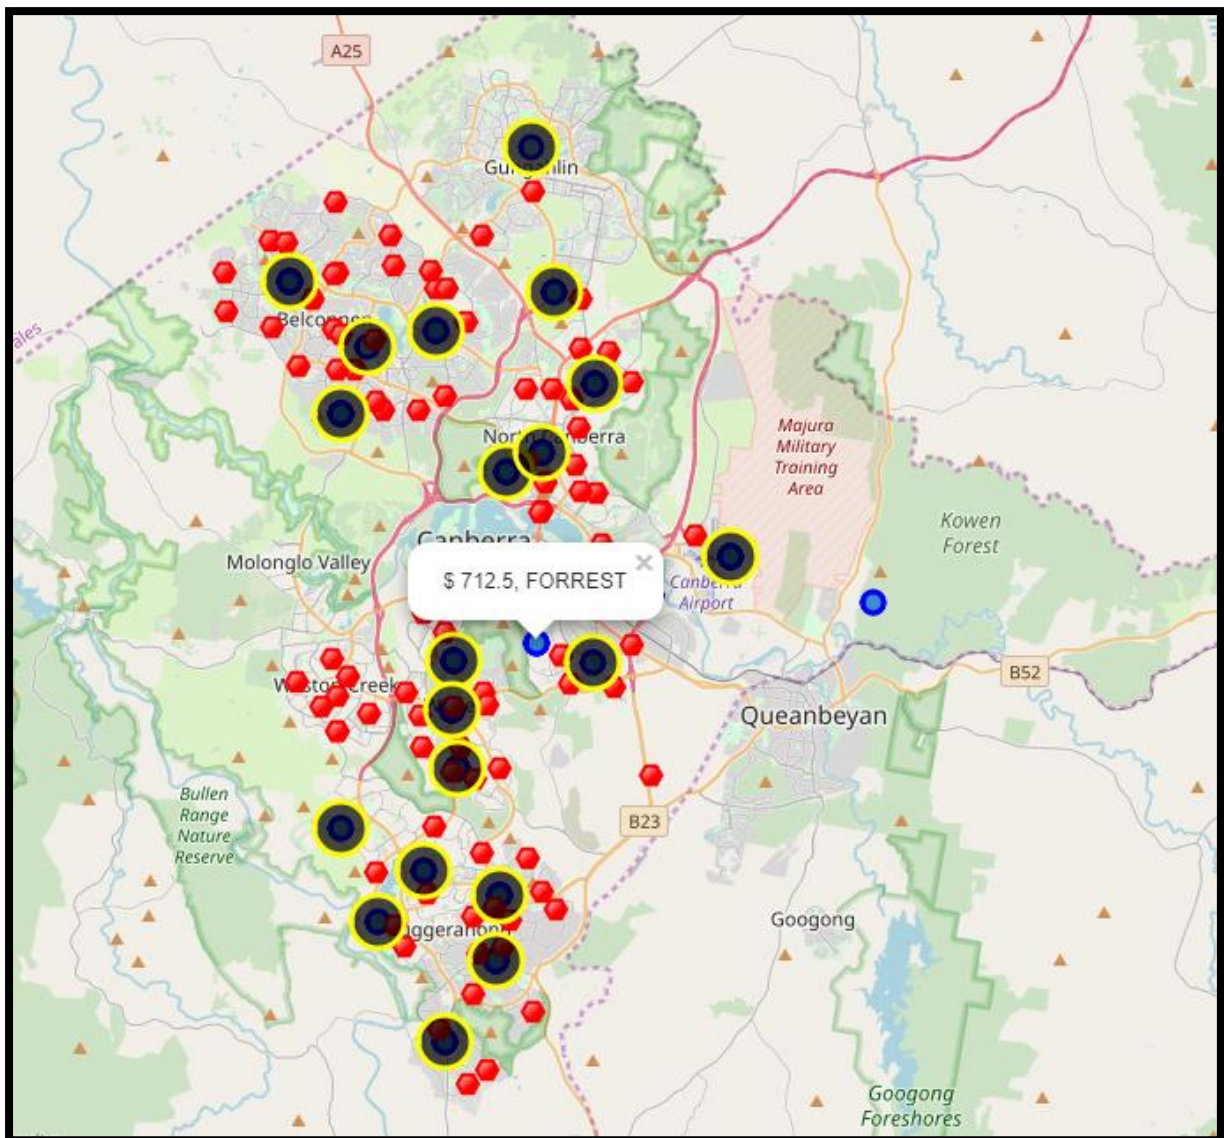 A25
Gungahlin
ales
Belconnen
North Canberra
Majura
Military
Training
Area
Kowen
Forest
Canberra
Molonglo Valley
$ 712.5, FORREST
×
Canberra
Airport
Weston Creek
B52
Queanbeyan
Bullen
Range
Nature
Reserve
B23
Googong
Tuggeranong
Googong
Foreshores